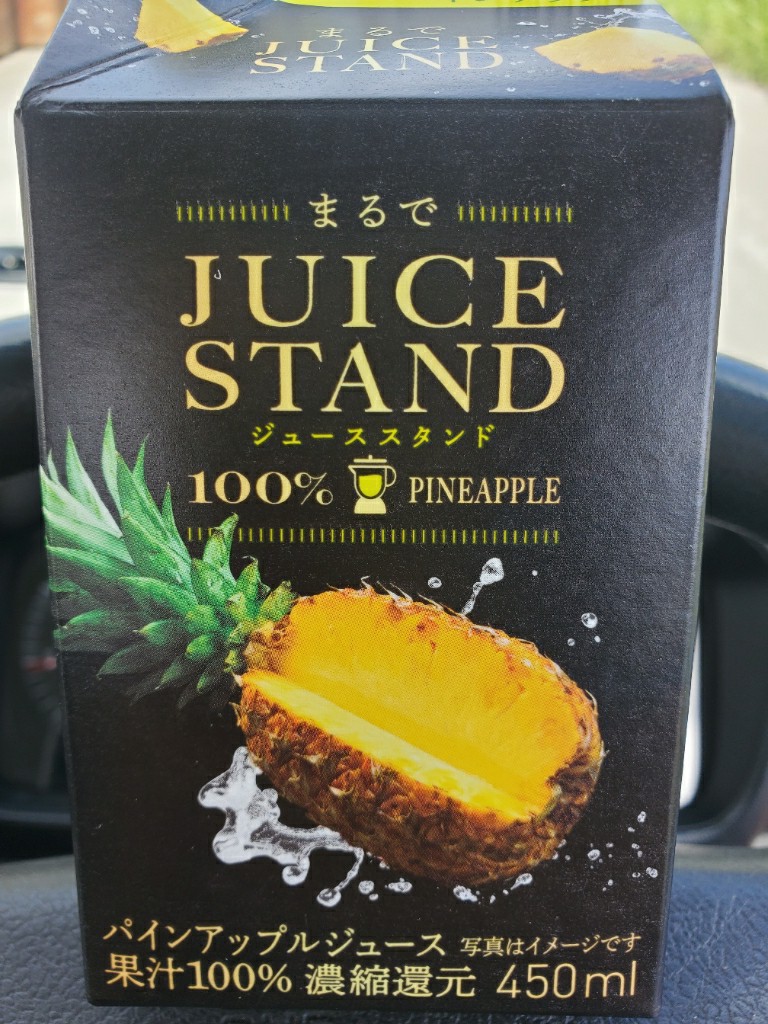 まるで
JUICE
STAND
まるで
JUICE
STAND
ジューススタンド
100% PINEAPPLE
パインアップルジュース 写真はイメージです
果汁100% 濃縮還元 450ml